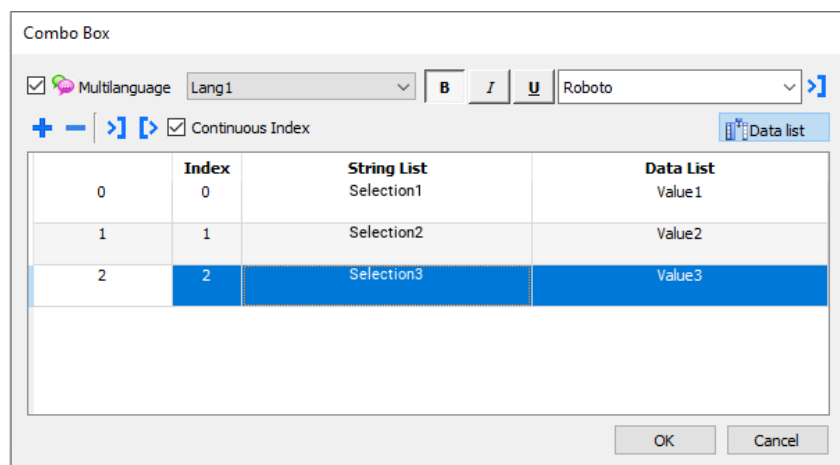 Combo Box
Multilanguage Lang1 B I U Roboto
Continuous Index Data list
Index String List Data List
0 0 Selection1 Value1
1 1 Selection2 Value2
2 2 Selection3 Value3
OK Cancel